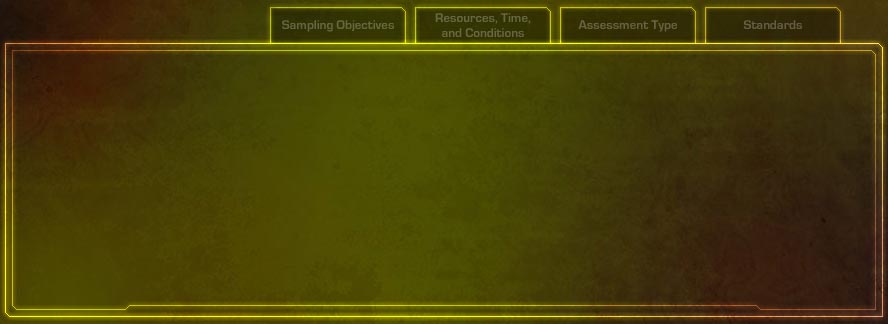 Sampling Objectives
Resources, Time,
and Conditions
Assessment Type
Standards